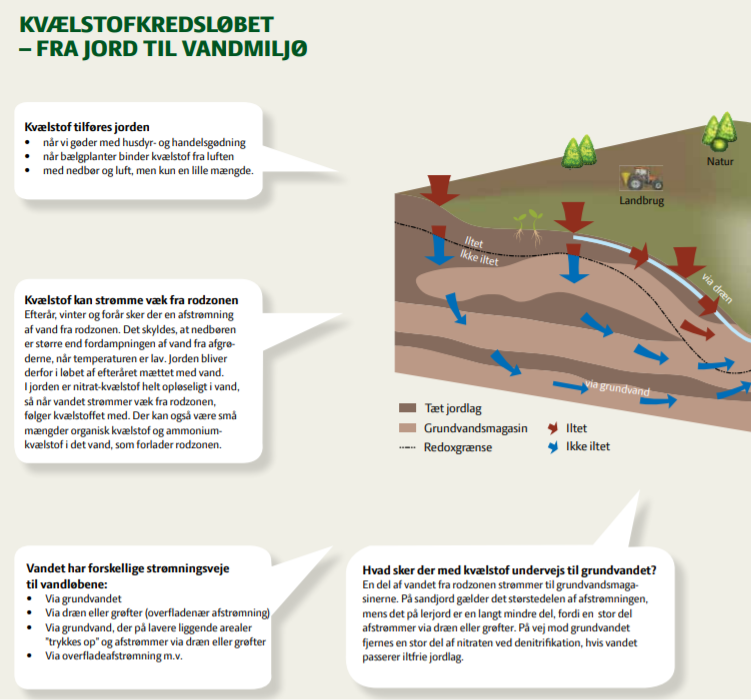 KVÆLSTOFKREDSLØBET
– FRA JORD TIL VANDMILJØ
Kvælstof tilføres jorden
• når vi gøder med husdyr- og handelsgødning
• når bælgplanter binder kvælstof fra luften
• med nedbør og luft, men kun en lille mængde.
Natur
Landbrug
Iltet
Ikke iltet
via dræn
via grundvand
Kvælstof kan strømme væk fra rodzonen
Efterår, vinter og forår sker der en afstrømning
af vand fra rodzonen. Det skyldes, at nedbøren
er større end fordampningen af vand fra afgrø-
derne, når temperaturen er lav. Jorden bliver
derfor i løbet af efteråret mættet med vand.
I jorden er nitrat-kvælstof helt opløseligt i vand,
så når vandet strømmer væk fra rodzonen,
følger kvælstoffet med. Der kan også være små
mængder organisk kvælstof og ammonium-
kvælstof i det vand, som forlader rodzonen.
Tæt jordlag
Grundvandsmagasin
Redoxgrænse
Iltet
Ikke iltet
Vandet har forskellige strømningsveje
til vandløbene:
• Via grundvandet
• Via dræn eller grøfter (overfladenær afstrømning)
• Via grundvand, der på lavere liggende arealer
"trykkes op" og afstrømmer via dræn eller grøfter
• Via overfladeafstrømning m.v.
Hvad sker der med kvælstof undervejs til grundvandet?
En del af vandet fra rodzonen strømmer til grundvandsmaga-
sinerne. På sandjord gælder det størstedelen af afstrømningen,
mens det på lerjord er en langt mindre del, fordi en stor del
afstrømmer via dræn eller grøfter. På vej mod grundvandet
fjernes en stor del af nitraten ved denitrifikation, hvis vandet
passerer iltfrie jordlag.